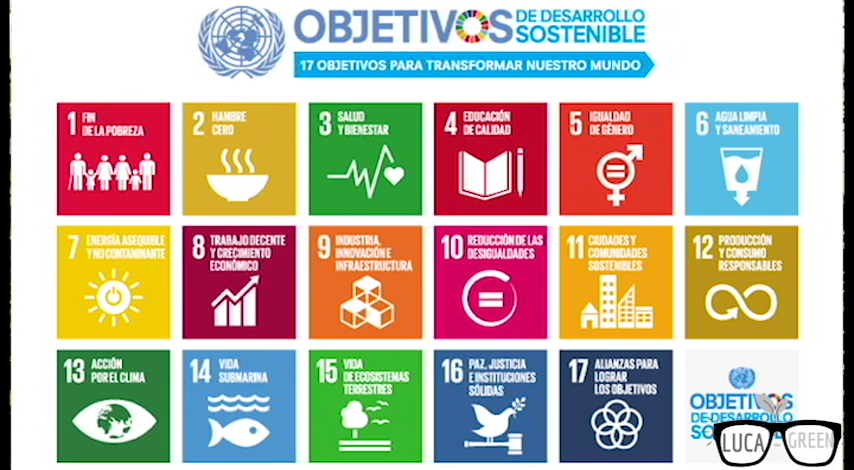 OBJETIVOS DE DESARROLLO
SOSTENIBLE
17 OBJETIVOS PARA TRANSFORMAR NUESTRO MUNDO
1 FIN
DE LA POBREZA
2 HAMBRE
CERO
3 SALUD
Y BIENESTAR
4 EDUCACIÓN
DE CALIDAD
5 IGUALDAD
DE GÉNERO
6 AGUA LIMPIA
Y SANEAMIENTO
7 ENERGÍA ASEQUIBLE
Y NO CONTAMINANTE
8 TRABAJO DECENTE
Y CRECIMIENTO
ECONÓMICO
9 INDUSTRIA,
INNOVACIÓN E
INFRAESTRUCTURA
10 REDUCCIÓN DE LAS
DESIGUALDADES
11 CIUDADES Y
COMUNIDADES
SOSTENIBLES
12 PRODUCCIÓN
Y CONSUMO
RESPONSABLES
13 ACCIÓN
POR EL CLIMA
14 VIDA
SUBMARINA
15 VIDA
DE ECOSISTEMAS
TERRESTRES
16 PAZ, JUSTICIA
E INSTITUCIONES
SÓLIDAS
17 ALIANZAS PARA
LOGRAR
LOS OBJETIVOS
OBJETIVOS
DE DESARROLLO
LUCA GREEN